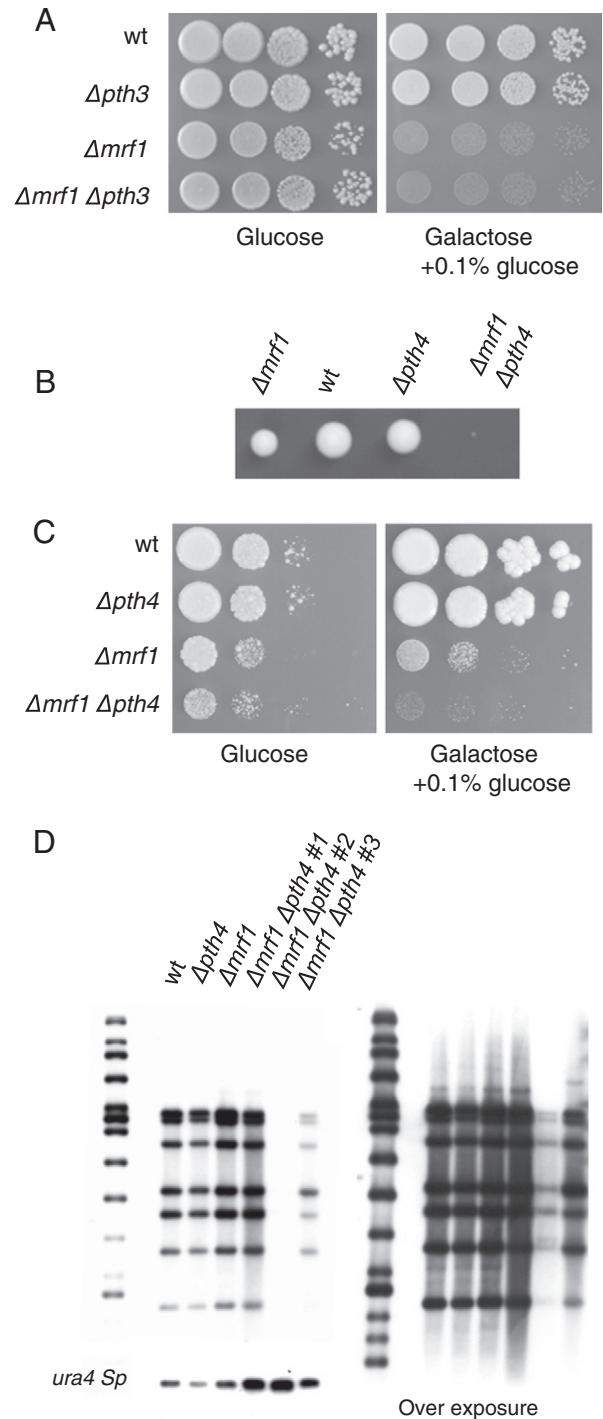 A
wt
Δpth3
Δmrf1
Δmrf1 Δpth3
Glucose
Galactose
+0.1% glucose
B
Δmrf1
wt
Δpth4
Δmrf1
Δpth4
C
wt
Δpth4
Δmrf1
Δmrf1 Δpth4
Glucose
Galactose
+0.1% glucose
D
wt
Δpth4
Δmrf1
Δmrf1 Δpth4 #1
Δmrf1 Δpth4 #2
Δmrf1 Δpth4 #3
ura4 Sp
Over exposure